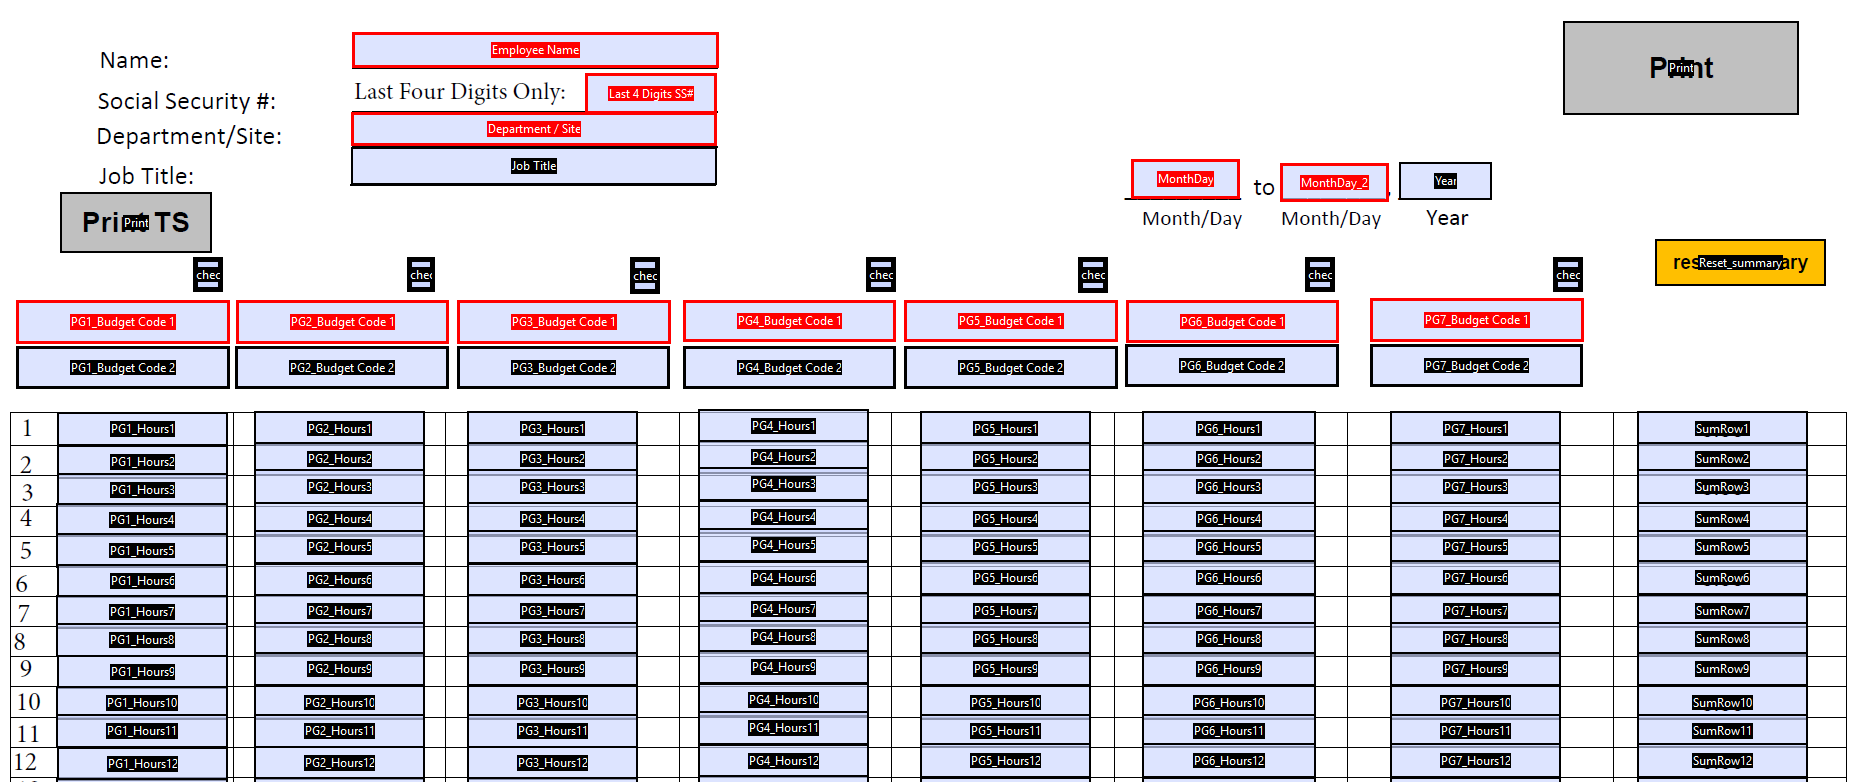 Name: Employee Name Print
Social Security #: Last Four Digits Only: Last 4 Digits SS#
Department/Site: Department / Site
Job Title: Job Title
MonthDay to MonthDay_2, Year
Month/Day Month/Day Year
Print TS Print
chec chec chec chec chec chec chec Reset_summary
PG1_Budget Code 1 PG2_Budget Code 1 PG3_Budget Code 1 PG4_Budget Code 1 PG5_Budget Code 1 PG6_Budget Code 1 PG7_Budget Code 1
PG1_Budget Code 2 PG2_Budget Code 2 PG3_Budget Code 2 PG4_Budget Code 2 PG5_Budget Code 2 PG6_Budget Code 2 PG7_Budget Code 2
1 PG1_Hours1 PG2_Hours1 PG3_Hours1 PG4_Hours1 PG5_Hours1 PG6_Hours1 PG7_Hours1 SumRow1
2 PG1_Hours2 PG2_Hours2 PG3_Hours2 PG4_Hours2 PG5_Hours2 PG6_Hours2 PG7_Hours2 SumRow2
3 PG1_Hours3 PG2_Hours3 PG3_Hours3 PG4_Hours3 PG5_Hours3 PG6_Hours3 PG7_Hours3 SumRow3
4 PG1_Hours4 PG2_Hours4 PG3_Hours4 PG4_Hours4 PG5_Hours4 PG6_Hours4 PG7_Hours4 SumRow4
5 PG1_Hours5 PG2_Hours5 PG3_Hours5 PG4_Hours5 PG5_Hours5 PG6_Hours5 PG7_Hours5 SumRow5
6 PG1_Hours6 PG2_Hours6 PG3_Hours6 PG4_Hours6 PG5_Hours6 PG6_Hours6 PG7_Hours6 SumRow6
7 PG1_Hours7 PG2_Hours7 PG3_Hours7 PG4_Hours7 PG5_Hours7 PG6_Hours7 PG7_Hours7 SumRow7
8 PG1_Hours8 PG2_Hours8 PG3_Hours8 PG4_Hours8 PG5_Hours8 PG6_Hours8 PG7_Hours8 SumRow8
9 PG1_Hours9 PG2_Hours9 PG3_Hours9 PG4_Hours9 PG5_Hours9 PG6_Hours9 PG7_Hours9 SumRow9
10 PG1_Hours10 PG2_Hours10 PG3_Hours10 PG4_Hours10 PG5_Hours10 PG6_Hours10 PG7_Hours10 SumRow10
11 PG1_Hours11 PG2_Hours11 PG3_Hours11 PG4_Hours11 PG5_Hours11 PG6_Hours11 PG7_Hours11 SumRow11
12 PG1_Hours12 PG2_Hours12 PG3_Hours12 PG4_Hours12 PG5_Hours12 PG6_Hours12 PG7_Hours12 SumRow12